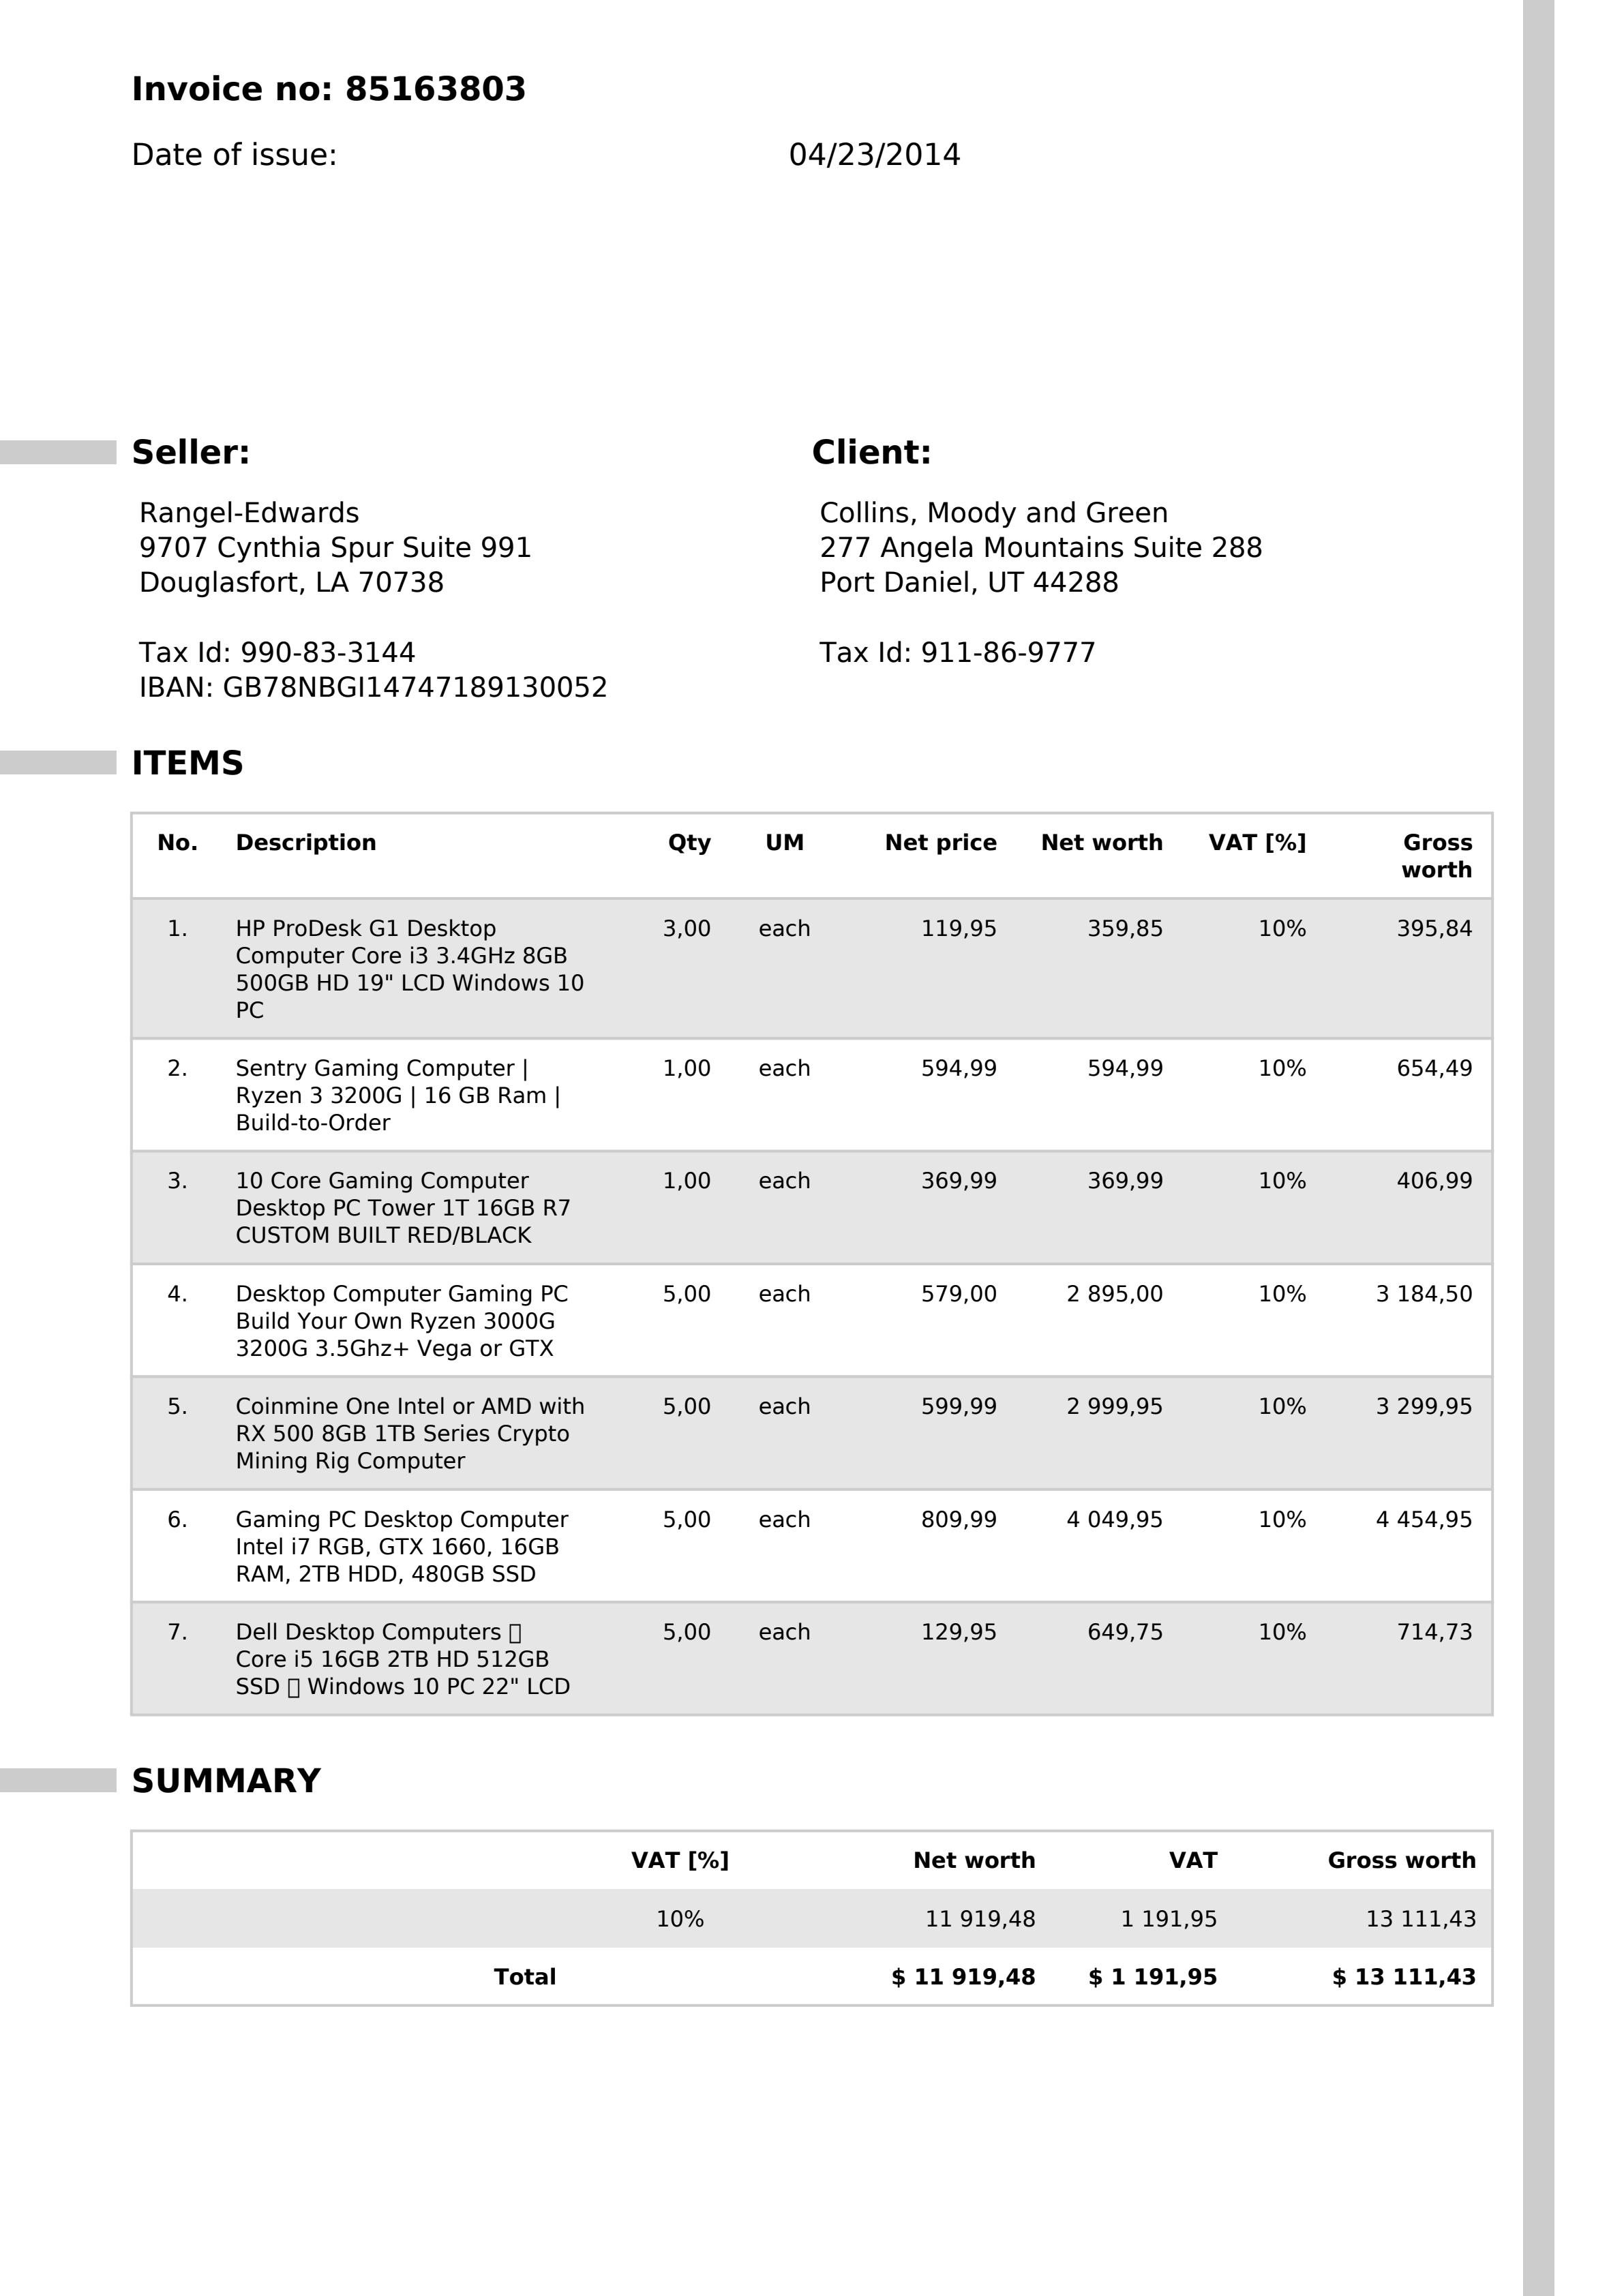 Invoice no: 85163803
Date of issue: 04/23/2014
Seller: Client:
Rangel-Edwards Collins, Moody and Green
9707 Cynthia Spur Suite 991 277 Angela Mountains Suite 288
Douglasfort, LA 70738 Port Daniel, UT 44288
Tax Id: 990-83-3144 Tax Id: 911-86-9777
IBAN: GB78NBGI14747189130052
ITEMS
No. Description Qty UM Net price Net worth VAT [%] Gross
worth
1. HP ProDesk G1 Desktop 3,00 each 119,95 359,85 10% 395,84
Computer Core i3 3.4GHz 8GB
500GB HD 19" LCD Windows 10
PC
2. Sentry Gaming Computer | 1,00 each 594,99 594,99 10% 654,49
Ryzen 3 3200G | 16 GB Ram |
Build-to-Order
3. 10 Core Gaming Computer 1,00 each 369,99 369,99 10% 406,99
Desktop PC Tower 1T 16GB R7
CUSTOM BUILT RED/BLACK
4. Desktop Computer Gaming PC 5,00 each 579,00 2 895,00 10% 3 184,50
Build Your Own Ryzen 3000G
3200G 3.5Ghz+ Vega or GTX
5. Coinmine One Intel or AMD with 5,00 each 599,99 2 999,95 10% 3 299,95
RX 500 8GB 1TB Series Crypto
Mining Rig Computer
6. Gaming PC Desktop Computer 5,00 each 809,99 4 049,95 10% 4 454,95
Intel i7 RGB, GTX 1660, 16GB
RAM, 2TB HDD, 480GB SSD
7. Dell Desktop Computers 5,00 each 129,95 649,75 10% 714,73
Core i5 16GB 2TB HD 512GB
SSD Windows 10 PC 22" LCD
SUMMARY
VAT [%] Net worth VAT Gross worth
10% 11 919,48 1 191,95 13 111,43
Total $ 11 919,48 $ 1 191,95 $ 13 111,43